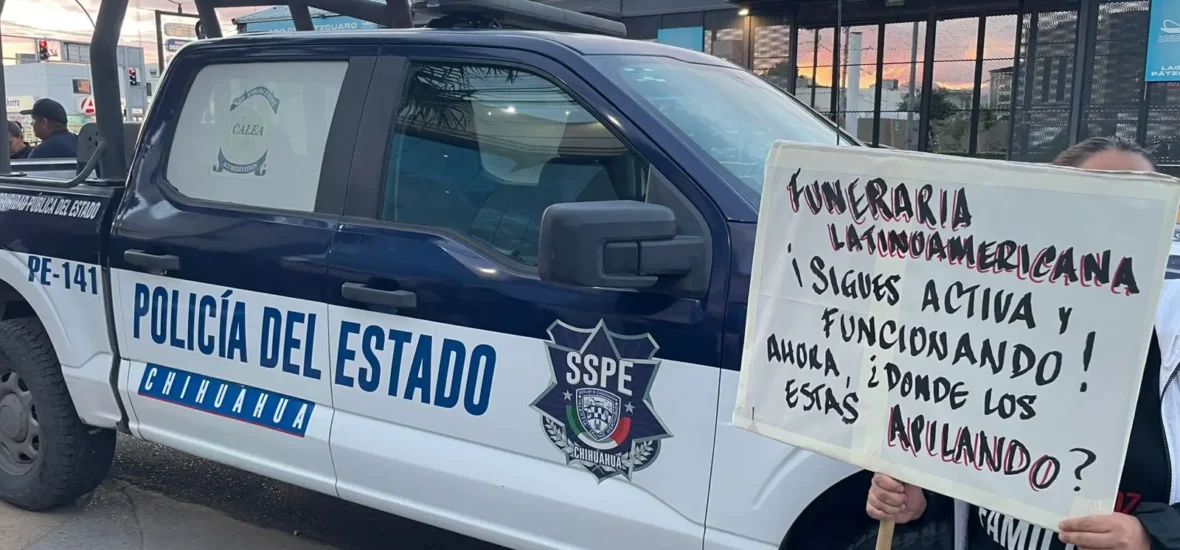 CALEA
SEGURIDAD PÚBLICA DEL ESTADO
PE-141
POLICÍA DEL ESTADO
CHIHUAHUA
SSPE
CHIHUAHUA
FUNERARIA
LATINOAMERICANA
¡SIGUES ACTIVA Y
FUNCIONANDO!
AHORA, ¿DONDE LOS
ESTAS APILANDO?